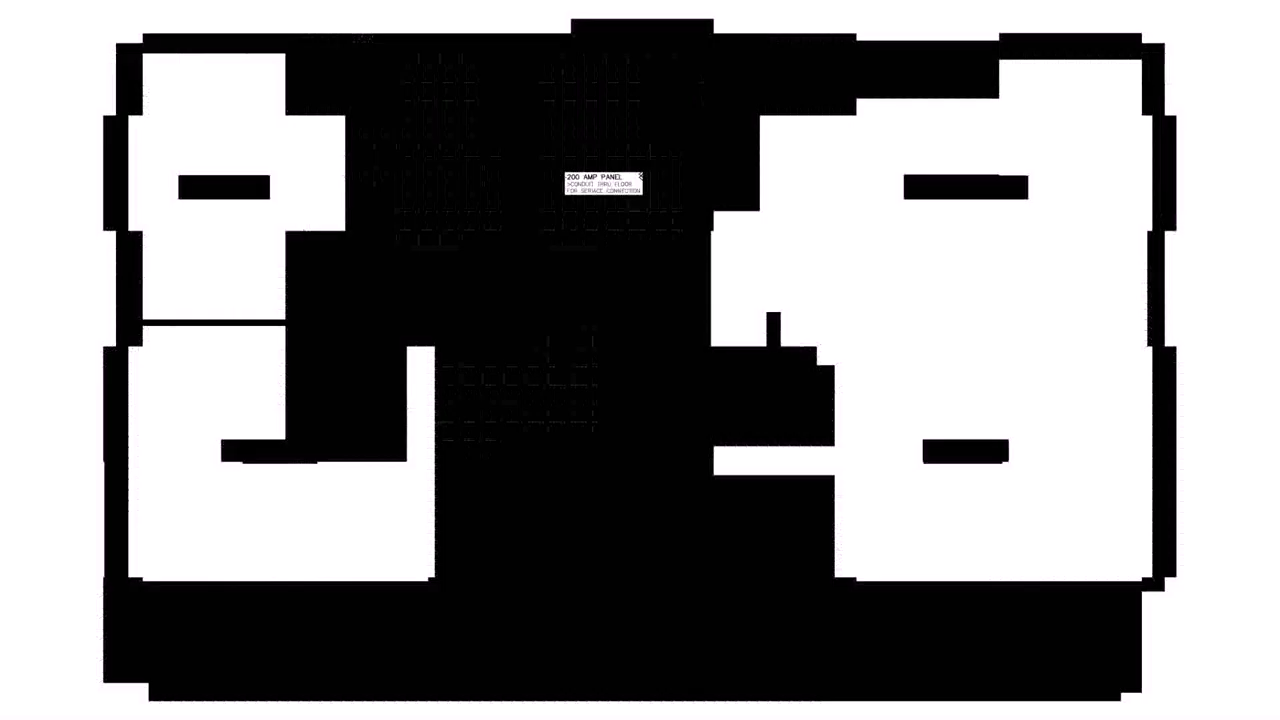 200 AMP PANEL
>CONDUIT THRU FLOOR
FOR SERVICE CONNECTION